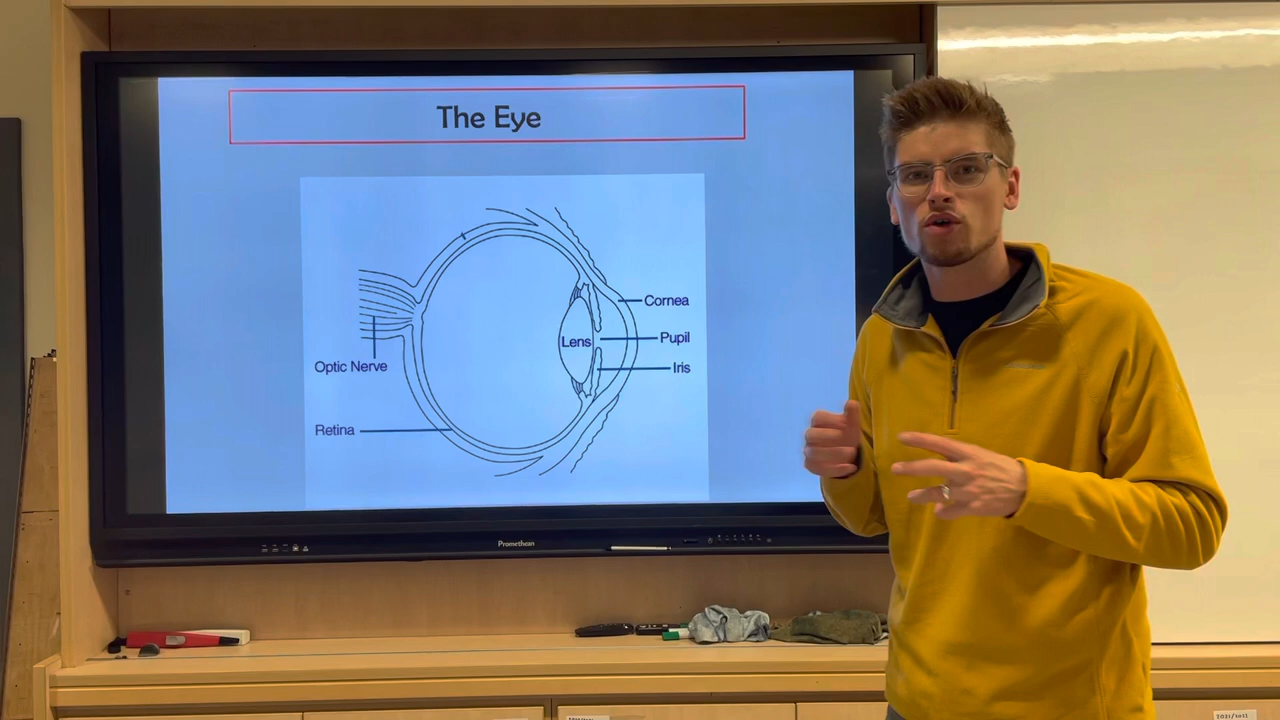 The Eye
Cornea
Lens
Pupil
Optic Nerve
Iris
Retina
Promethean